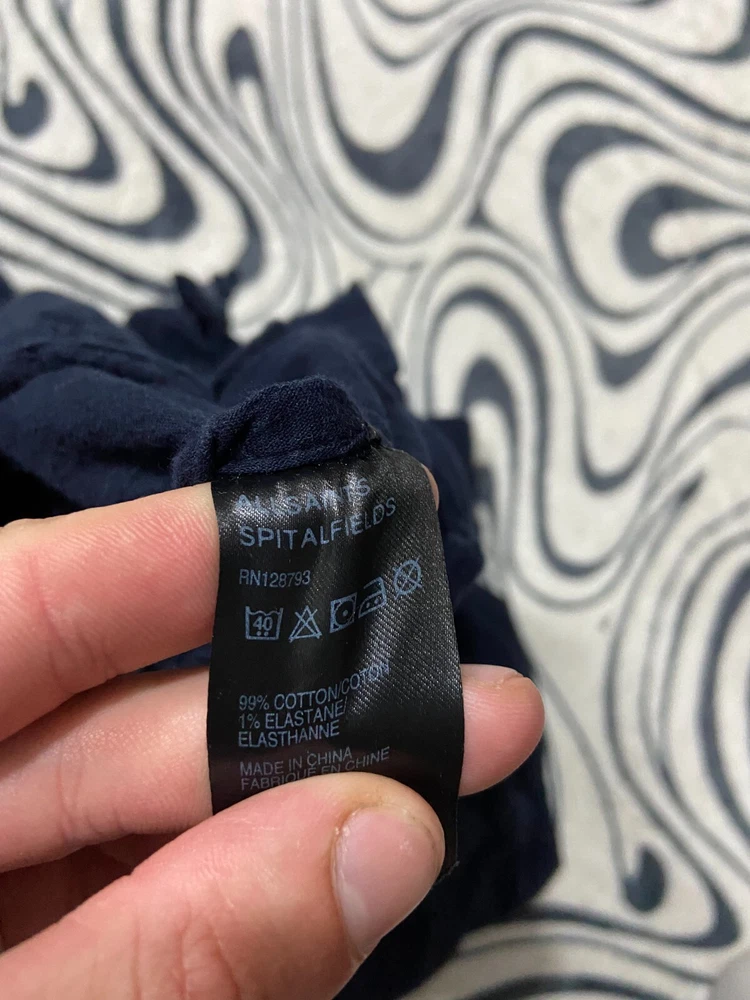 ALLSAINTS
SPITALFIELDS
RN128793
40
99% COTTON/COTON
1% ELASTANE/
ELASTHANNE
MADE IN CHINA
FABRIQUÉ EN CHINE